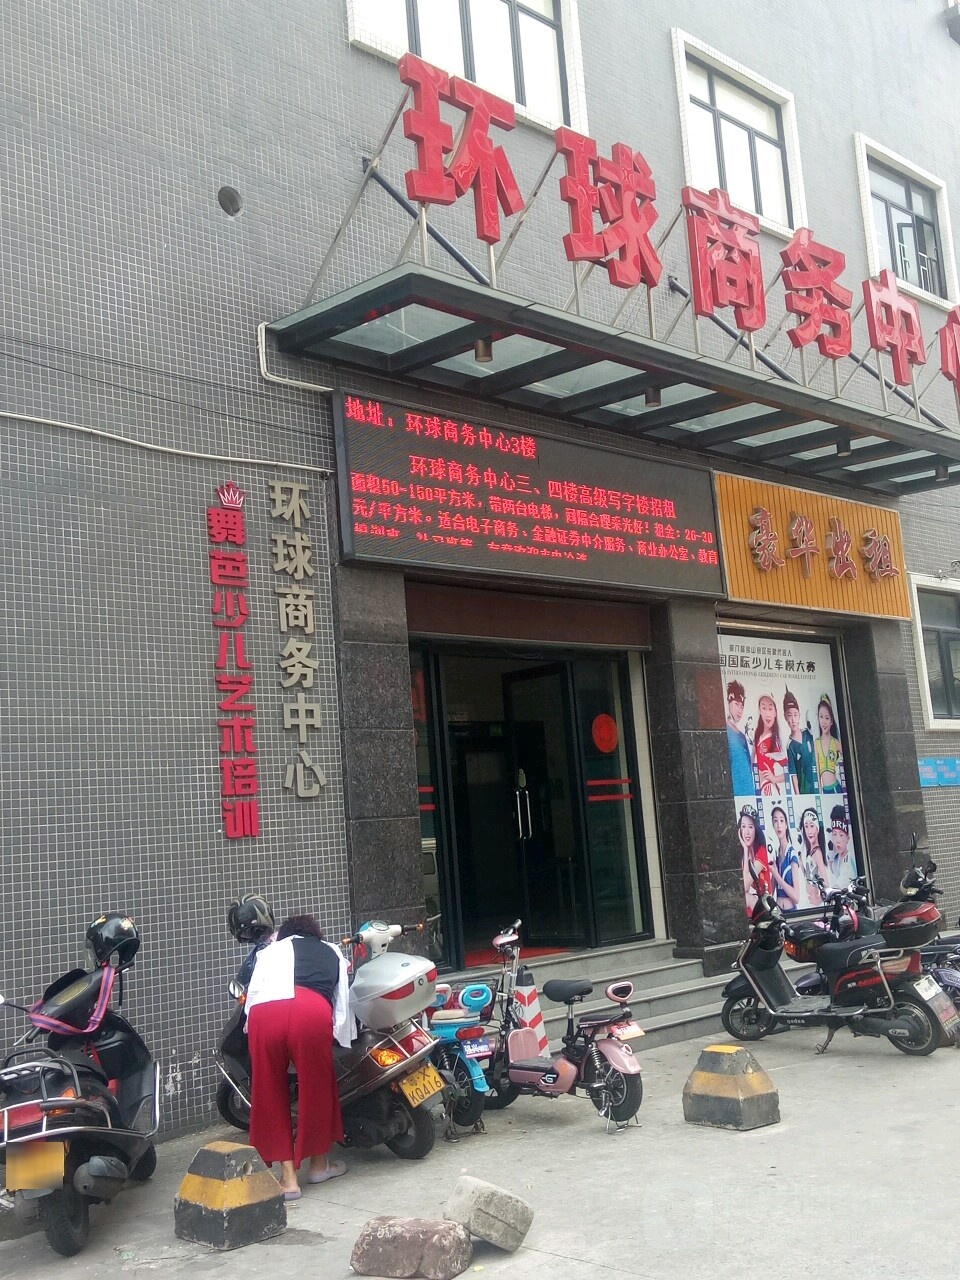 环球商务中心
地址：环球商务中心3楼
环球商务中心三、四楼高级写字楼招租
面积50-150平方米，带两台电梯，间隔合理采光好！租金：26-30
元/平方米。适合电子商务、金融证券中介服务、商业办公室、教育
豪华出租
环球商务中心
舞芭少儿艺术培训
国国际少儿车模大赛
KQ416